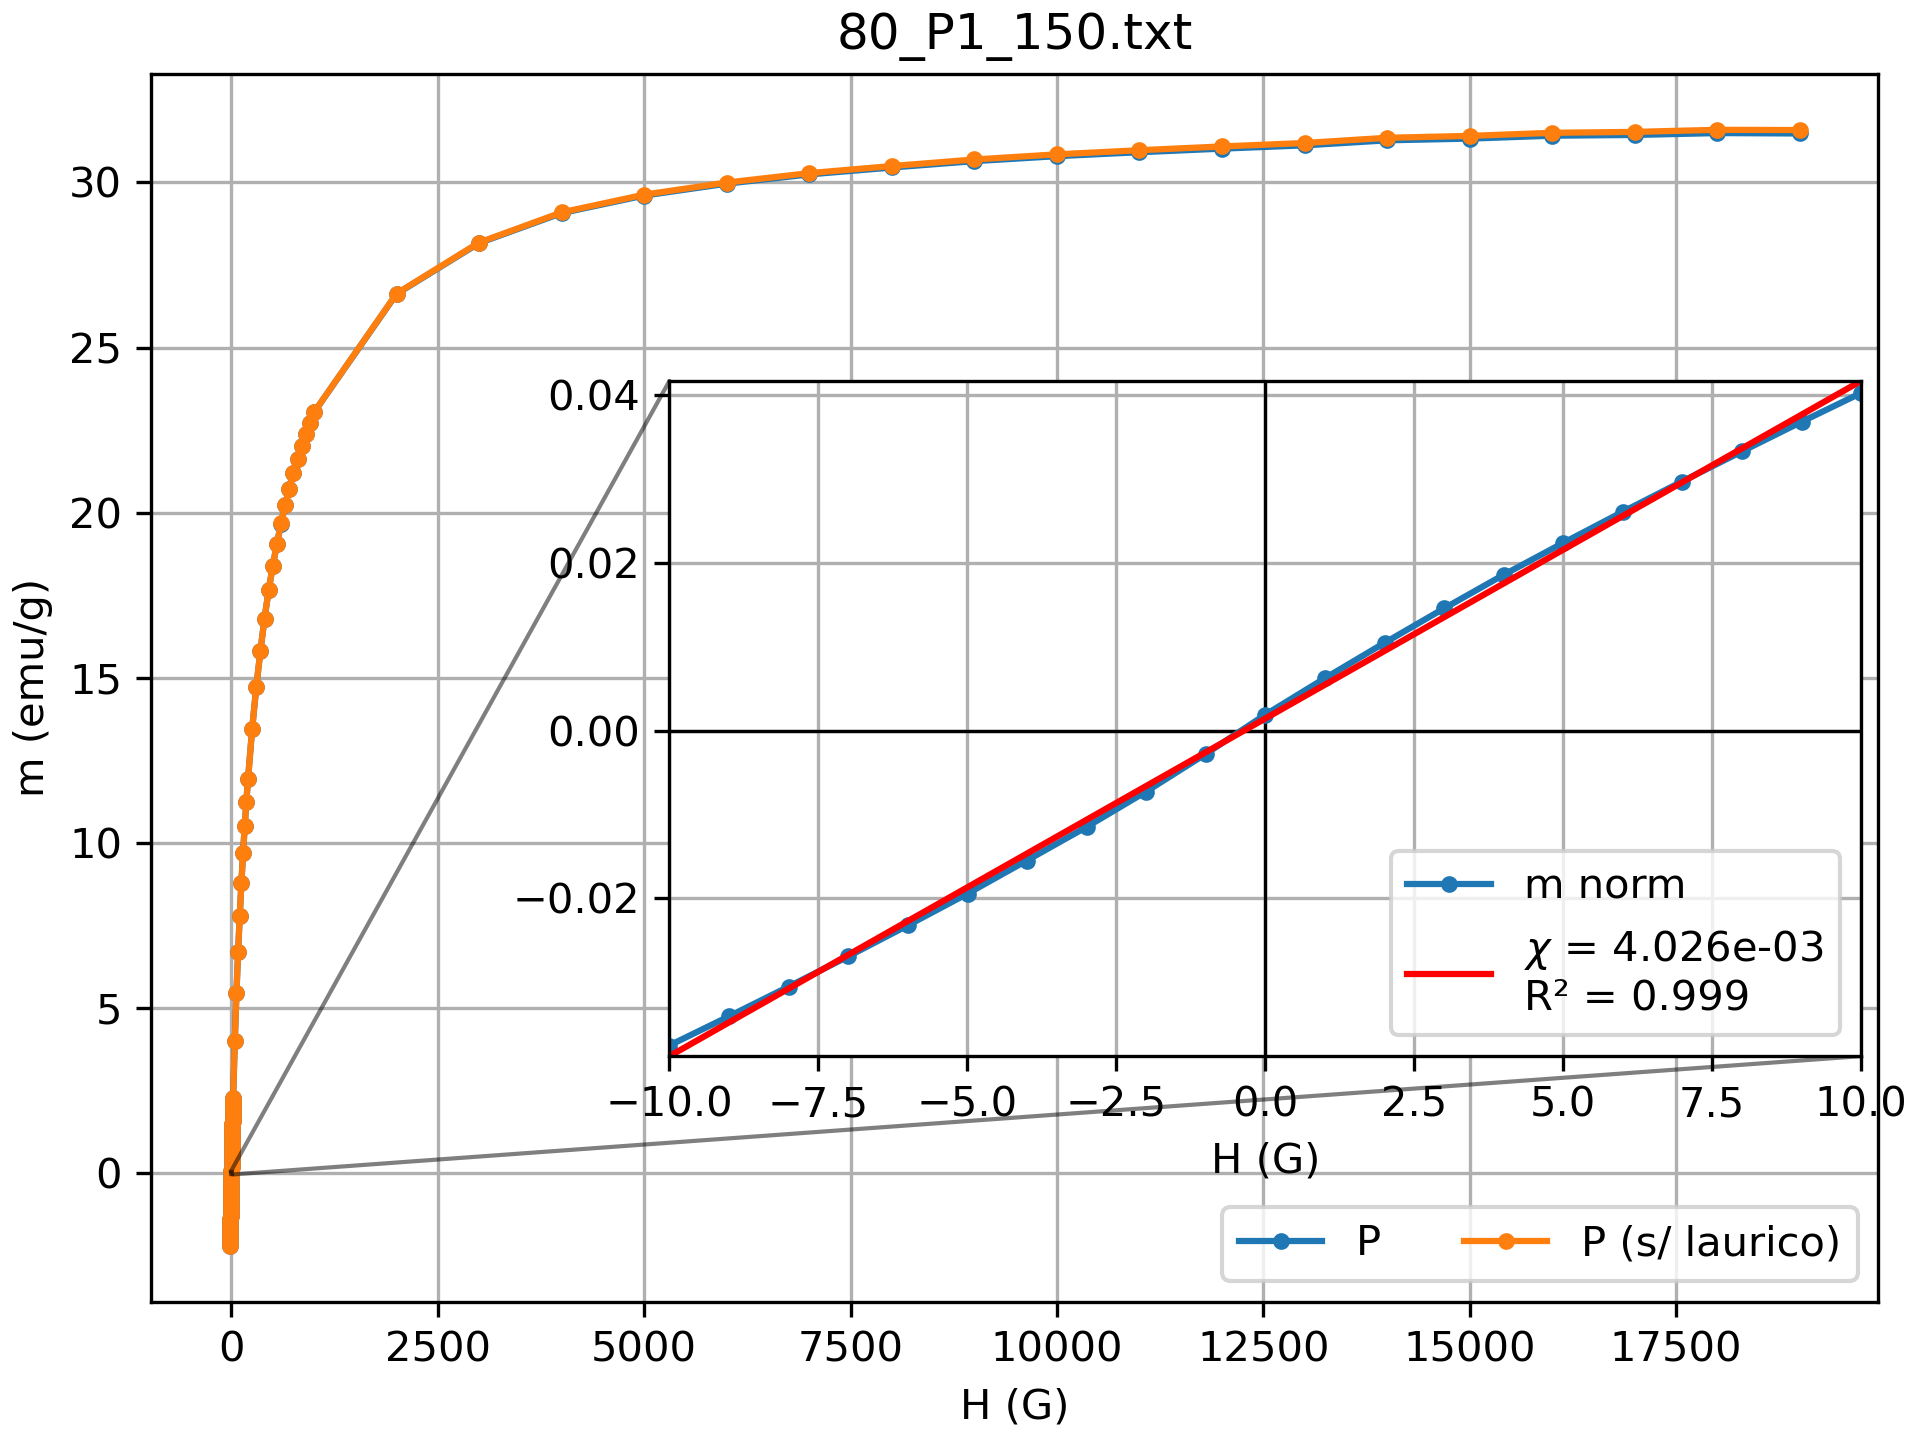 80_P1_150.txt
m (emu/g)
30
25
20
15
10
5
0
0.04
0.02
0.00
−0.02
m norm
χ = 4.026e-03
R² = 0.999
−10.0 −7.5 −5.0 −2.5 0.0 2.5 5.0 7.5 10.0
H (G)
P P (s/ laurico)
0 2500 5000 7500 10000 12500 15000 17500
H (G)